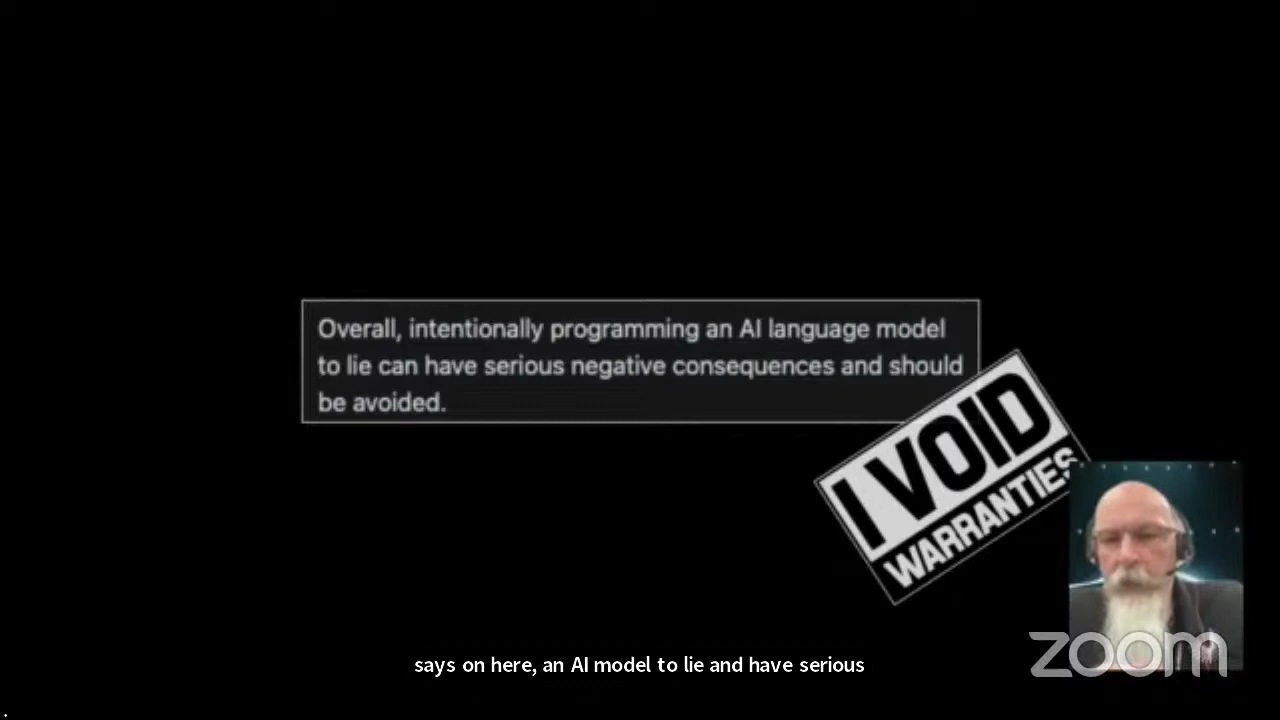 Overall, intentionally programming an AI language model
to lie can have serious negative consequences and should
be avoided.
I VOID
WARRANTIES
says on here, an AI model to lie and have serious
zoom
.